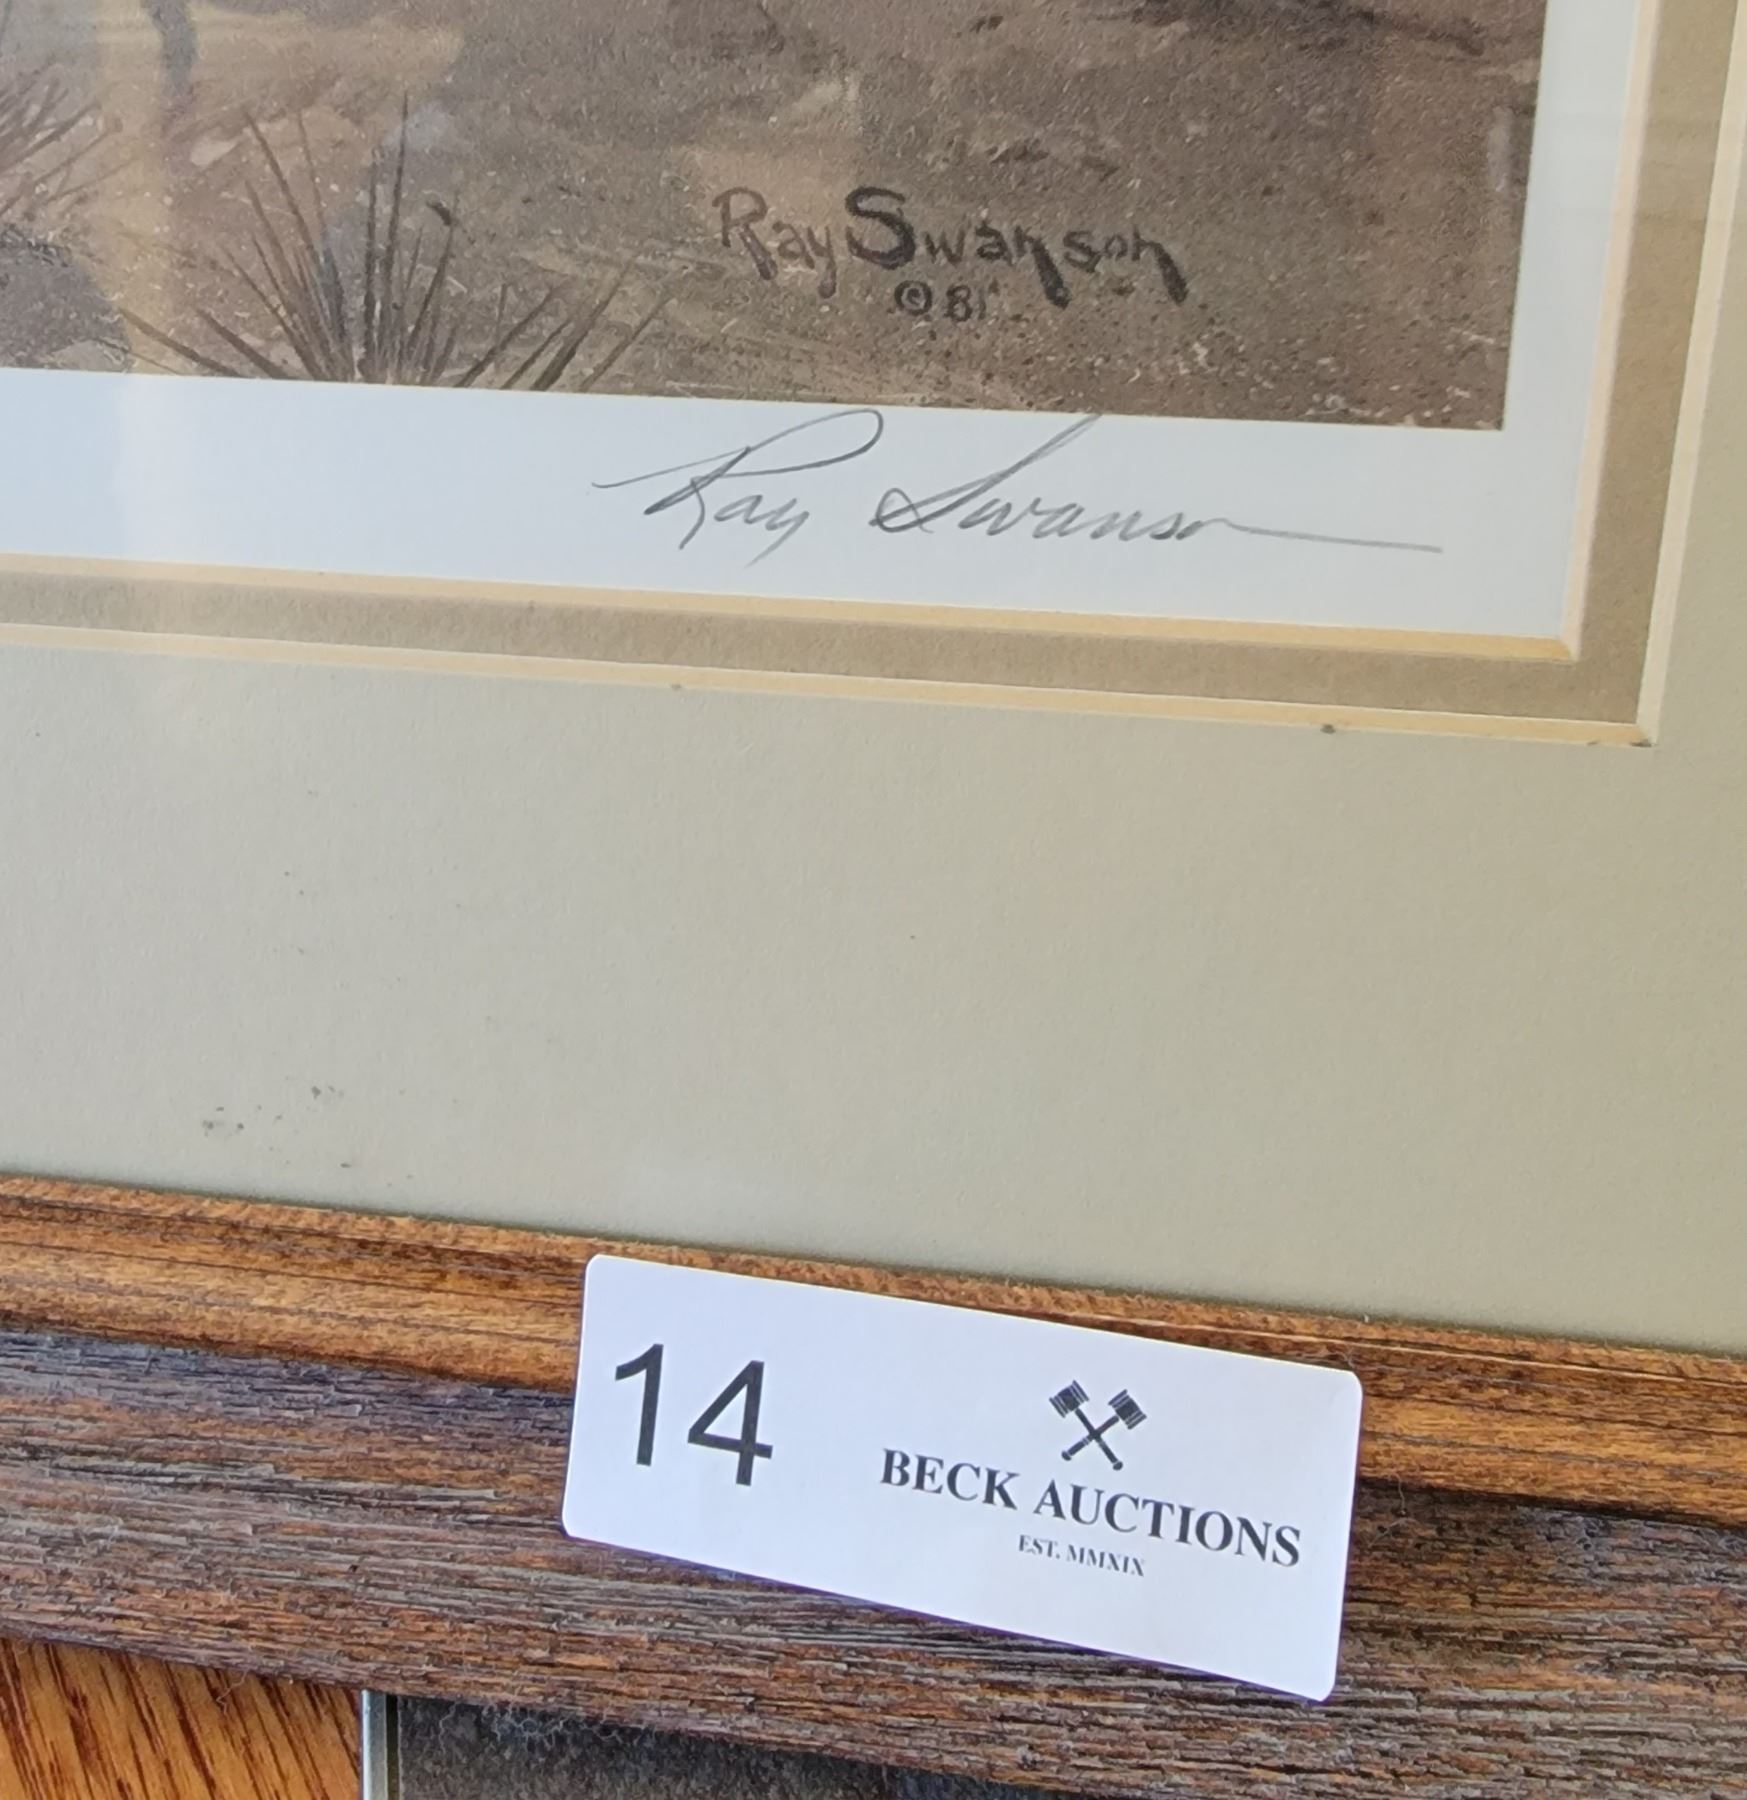 Ray Swanson
© 81
Ray Swanson
14
BECK AUCTIONS
EST. MMXIX